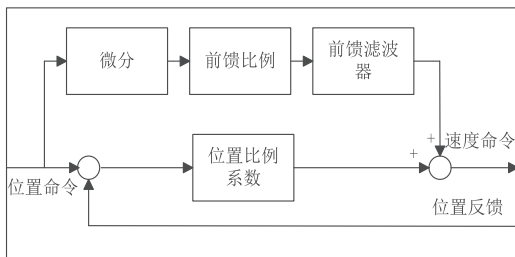 微分
前馈比例
前馈滤波
器
+
速度命令
+
位置比例
系数
位置命令
位置反馈